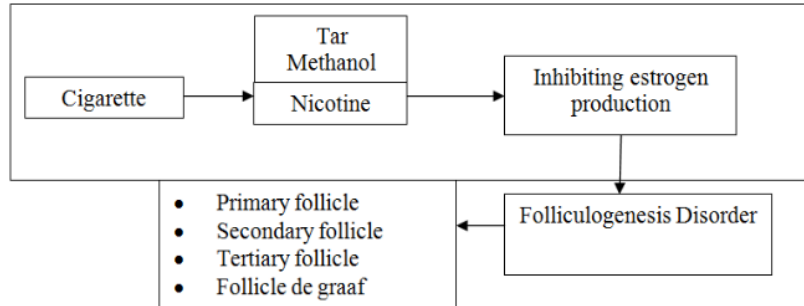 Cigarette
Tar
Methanol
Nicotine
Inhibiting estrogen
production
Folliculogenesis Disorder
• Primary follicle
• Secondary follicle
• Tertiary follicle
• Follicle de graaf